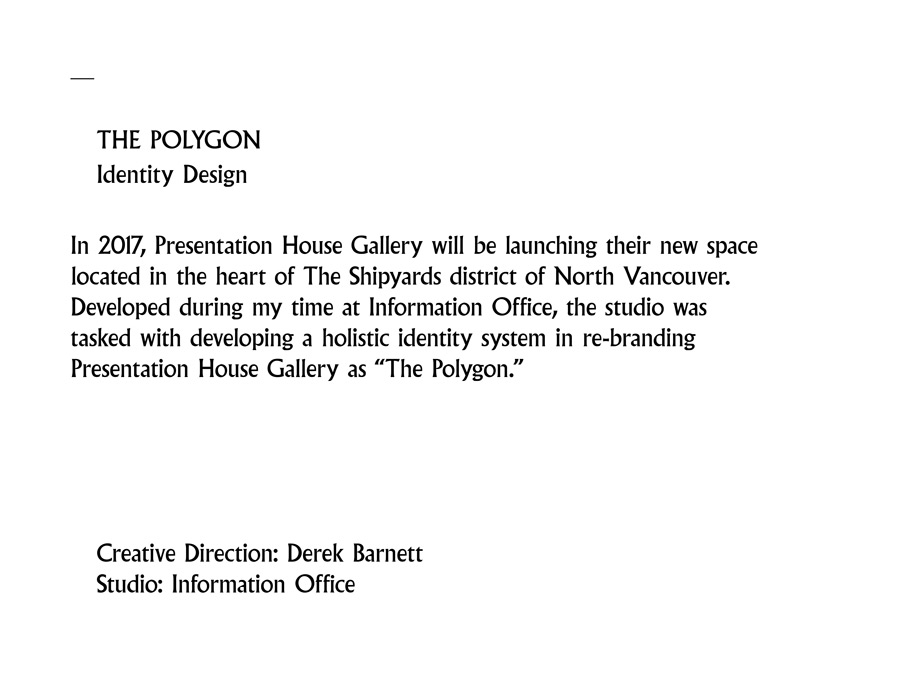 THE POLYGON
Identity Design
In 2017, Presentation House Gallery will be launching their new space
located in the heart of The Shipyards district of North Vancouver.
Developed during my time at Information Office, the studio was
tasked with developing a holistic identity system in re-branding
Presentation House Gallery as “The Polygon.”
Creative Direction: Derek Barnett
Studio: Information Office